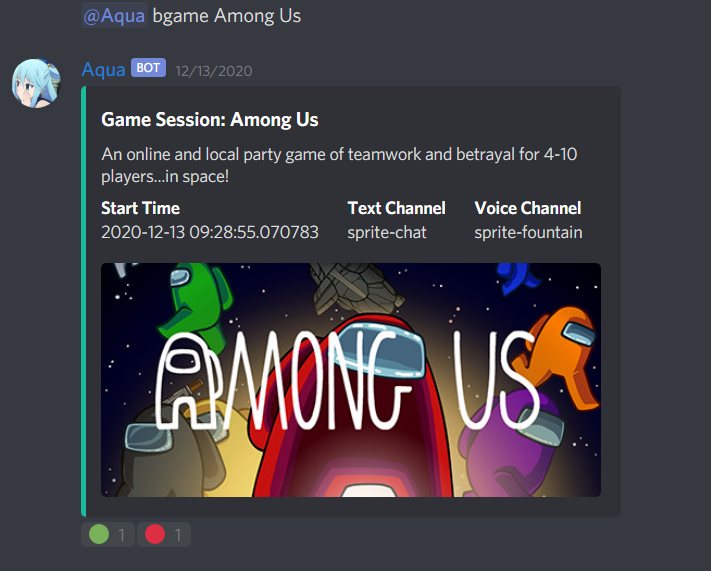 @Aqua bgame Among Us
Aqua BOT 12/13/2020
Game Session: Among Us
An online and local party game of teamwork and betrayal for 4-10
players...in space!
Start Time Text Channel Voice Channel
2020-12-13 09:28:55.070783 sprite-chat sprite-fountain
AMONG US
1 1